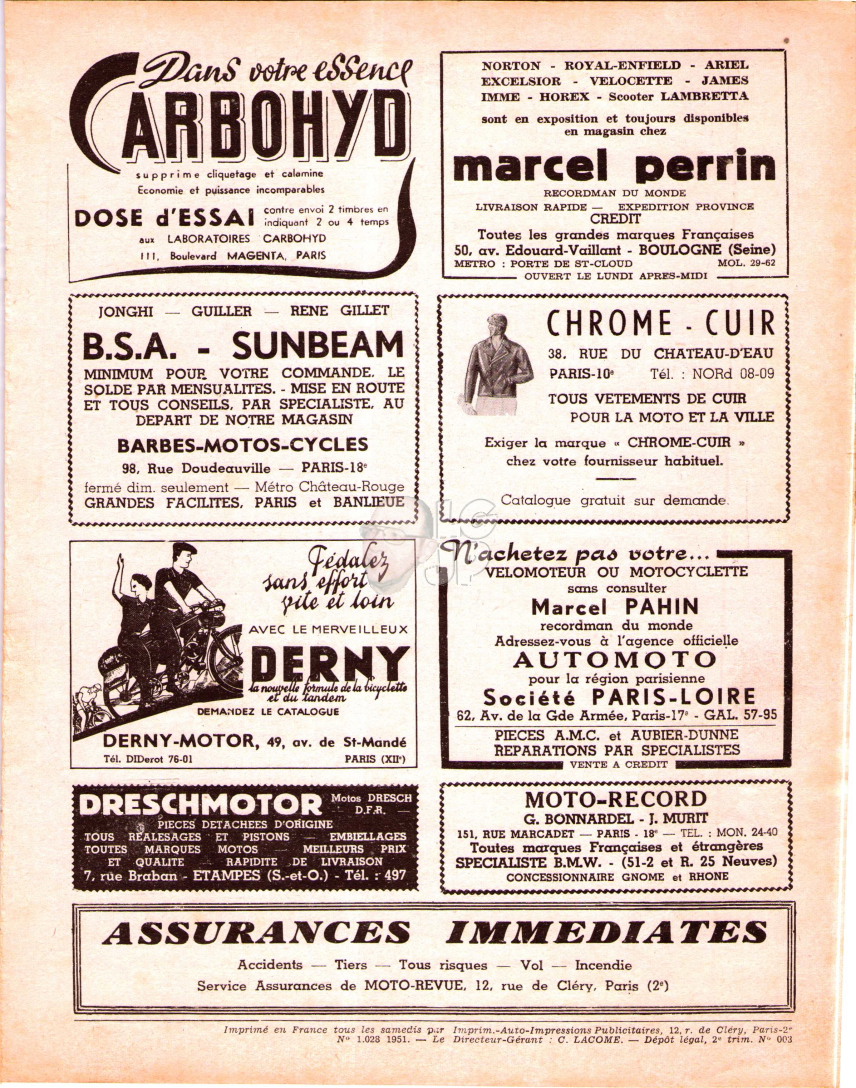 Dans votre essence
CARBOHYD
supprime cliquetage et calamine
Economie et puissance incomparables
DOSE d'ESSAI contre envoi 2 timbres en
indiquant 2 ou 4 temps
aux LABORATOIRES CARBOHYD
111, Boulevard MAGENTA, PARIS
NORTON - ROYAL-ENFIELD - ARIEL
EXCELSIOR - VELOCETTE - JAMES
IMME - HOREX - Scooter LAMBRETTA
sont en exposition et toujours disponibles
en magasin chez
marcel perrin
RECORDMAN DU MONDE
LIVRAISON RAPIDE — EXPEDITION PROVINCE
CREDIT
Toutes les grandes marques Françaises
50, av. Edouard-Vaillant - BOULOGNE (Seine)
METRO : PORTE DE ST-CLOUD MOL. 29-62
OUVERT LE LUNDI APRES-MIDI
JONGHI — GUILLER — RENE GILLET
B.S.A. - SUNBEAM
MINIMUM POUR VOTRE COMMANDE, LE
SOLDE PAR MENSUALITES. - MISE EN ROUTE
ET TOUS CONSEILS, PAR SPECIALISTE, AU
DEPART DE NOTRE MAGASIN
BARBES-MOTOS-CYCLES
98, Rue Doudeauville — PARIS-18e
fermé dim. seulement — Métro Château-Rouge
GRANDES FACILITES, PARIS et BANLIEUE
CHROME - CUIR
38, RUE DU CHATEAU-D'EAU
PARIS-10e Tél. : NORd 08-09
TOUS VETEMENTS DE CUIR
POUR LA MOTO ET LA VILLE
Exiger la marque « CHROME-CUIR »
chez votre fournisseur habituel.
Catalogue gratuit sur demande.
Pédalez
sans effort
vite et loin
AVEC LE MERVEILLEUX
DERNY
la nouvelle formule de la bicyclette
et du tandem
DEMANDEZ LE CATALOGUE
DERNY-MOTOR, 49, av. de St-Mandé
Tél. DIDerot 76-01 PARIS (XIIe)
N'achetez pas votre...
VELOMOTEUR OU MOTOCYCLETTE
sans consulter
Marcel PAHIN
recordman du monde
Adressez-vous à l'agence officielle
AUTOMOTO
pour la région parisienne
Société PARIS-LOIRE
62, Av. de la Gde Armée, Paris-17e - GAL. 57-95
PIECES A.M.C. et AUBIER-DUNNE
REPARATIONS PAR SPECIALISTES
VENTE A CREDIT
DRESCHMOTOR Motos DRESCH
— D.F.R. —
PIECES DETACHEES D'ORIGINE
TOUS REALESAGES ET PISTONS — EMBIELLAGES
TOUTES MARQUES MOTOS — MEILLEURS PRIX
ET QUALITE — RAPIDITE DE LIVRAISON
7, rue Braban - ETAMPES (S.-et-O.) - Tél. : 497
MOTO-RECORD
G. BONNARDEL - J. MURIT
151, RUE MARCADET — PARIS - 18e — TEL. : MON. 24-40
Toutes marques Françaises et étrangères
SPECIALISTE B.M.W. - (51-2 et R. 25 Neuves)
CONCESSIONNAIRE GNOME et RHONE
ASSURANCES IMMEDIATES
Accidents — Tiers — Tous risques — Vol — Incendie
Service Assurances de MOTO-REVUE, 12, rue de Cléry, Paris (2e)
Imprimé en France tous les samedis par Imprim.-Auto-Impressions Publicitaires, 12, r. de Cléry, Paris-2e
No 1.028 1951. — Le Directeur-Gérant : C. LACOME. — Dépôt légal, 2e trim. No 003